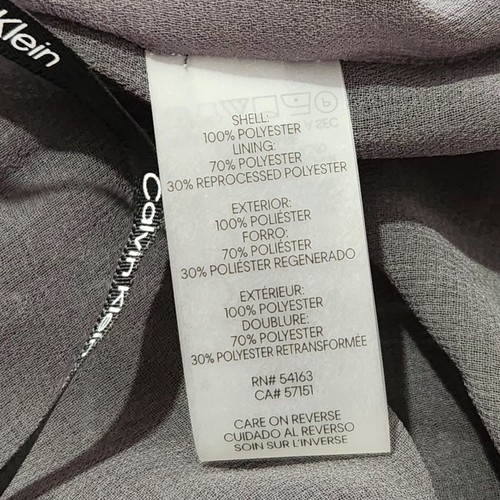 Klein
Calvin Klein
SHELL:
100% POLYESTER
LINING:
70% POLYESTER
30% REPROCESSED POLYESTER
EXTERIOR:
100% POLIÉSTER
FORRO:
70% POLIÉSTER
30% POLIÉSTER REGENERADO
EXTÉRIEUR:
100% POLYESTER
DOUBLURE:
70% POLYESTER
30% POLYESTER RETRANSFORMÉE
RN# 54163
CA# 57151
CARE ON REVERSE
CUIDADO AL REVERSO
SOIN SUR L'INVERSE